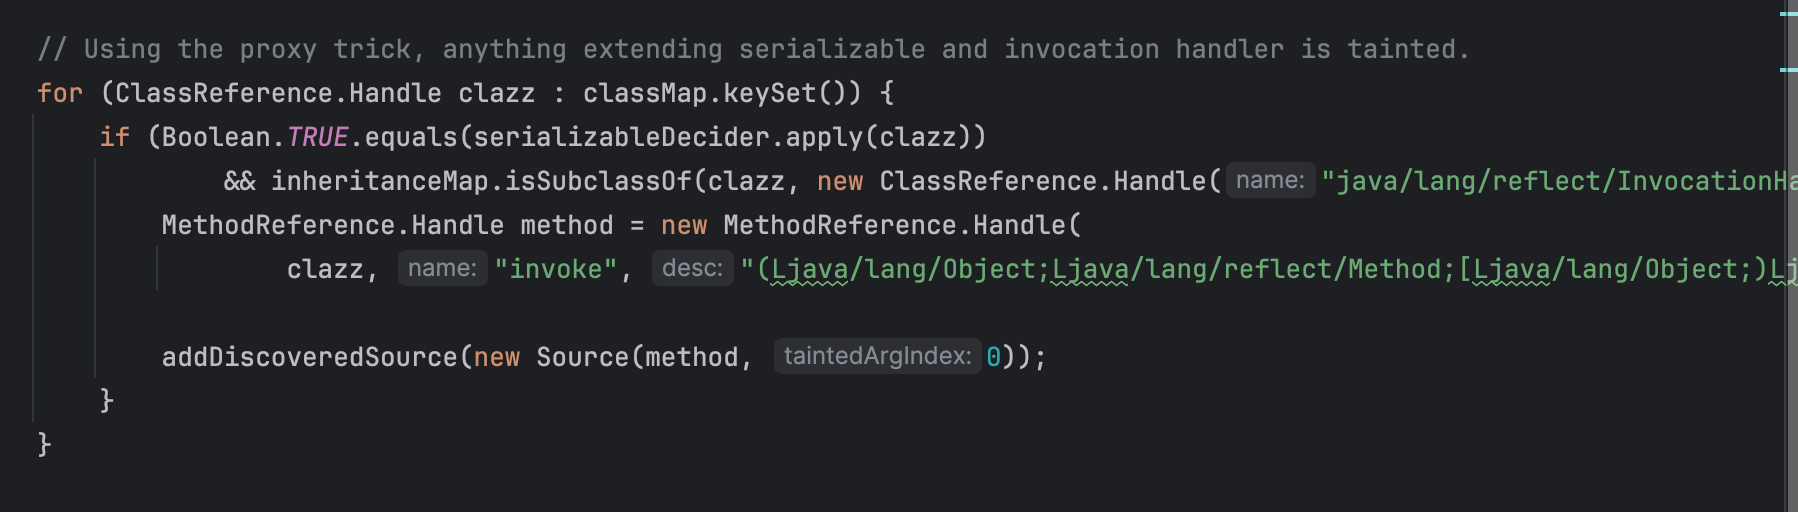 // Using the proxy trick, anything extending serializable and invocation handler is tainted.
for (ClassReference.Handle clazz : classMap.keySet()) {
if (Boolean.TRUE.equals(serializableDecider.apply(clazz))
&& inheritanceMap.isSubclassOf(clazz, new ClassReference.Handle( name: "java/lang/reflect/InvocationHa
MethodReference.Handle method = new MethodReference.Handle(
clazz, name: "invoke", desc: "(Ljava/lang/Object;Ljava/lang/reflect/Method;[Ljava/lang/Object;)Lj
addDiscoveredSource(new Source(method, taintedArgIndex: 0));
}
}